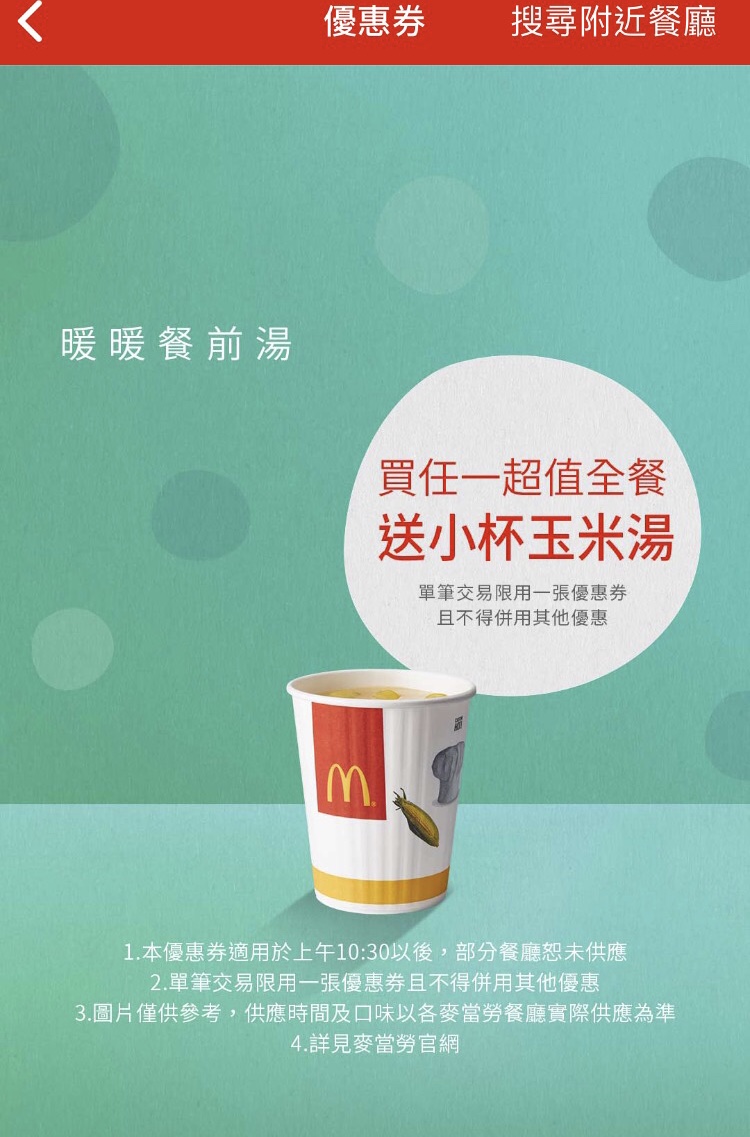 優惠券
搜尋附近餐廳
暖暖餐前湯
買任一超值全餐
送小杯玉米湯
單筆交易限用一張優惠券
且不得併用其他優惠
1.本優惠券適用於上午10:30以後，部分餐廳恕未供應
2.單筆交易限用一張優惠券且不得併用其他優惠
3.圖片僅供參考，供應時間及口味以各麥當勞餐廳實際供應為準
4.詳見麥當勞官網